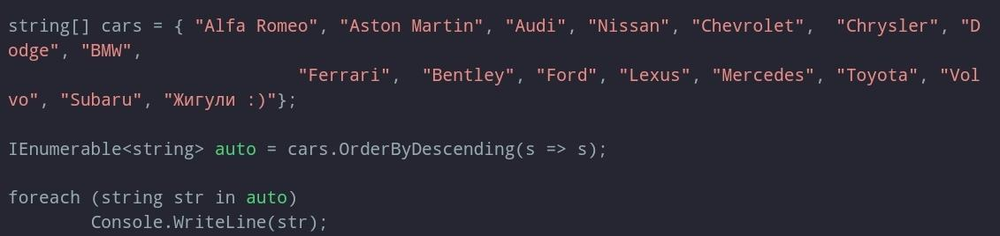 string[] cars = { "Alfa Romeo", "Aston Martin", "Audi", "Nissan", "Chevrolet",  "Chrysler", "D
odge", "BMW",
                            "Ferrari",  "Bentley", "Ford", "Lexus", "Mercedes", "Toyota", "Vol
vo", "Subaru", "Жигули :)"};
IEnumerable<string> auto = cars.OrderByDescending(s => s);
foreach (string str in auto)
        Console.WriteLine(str);